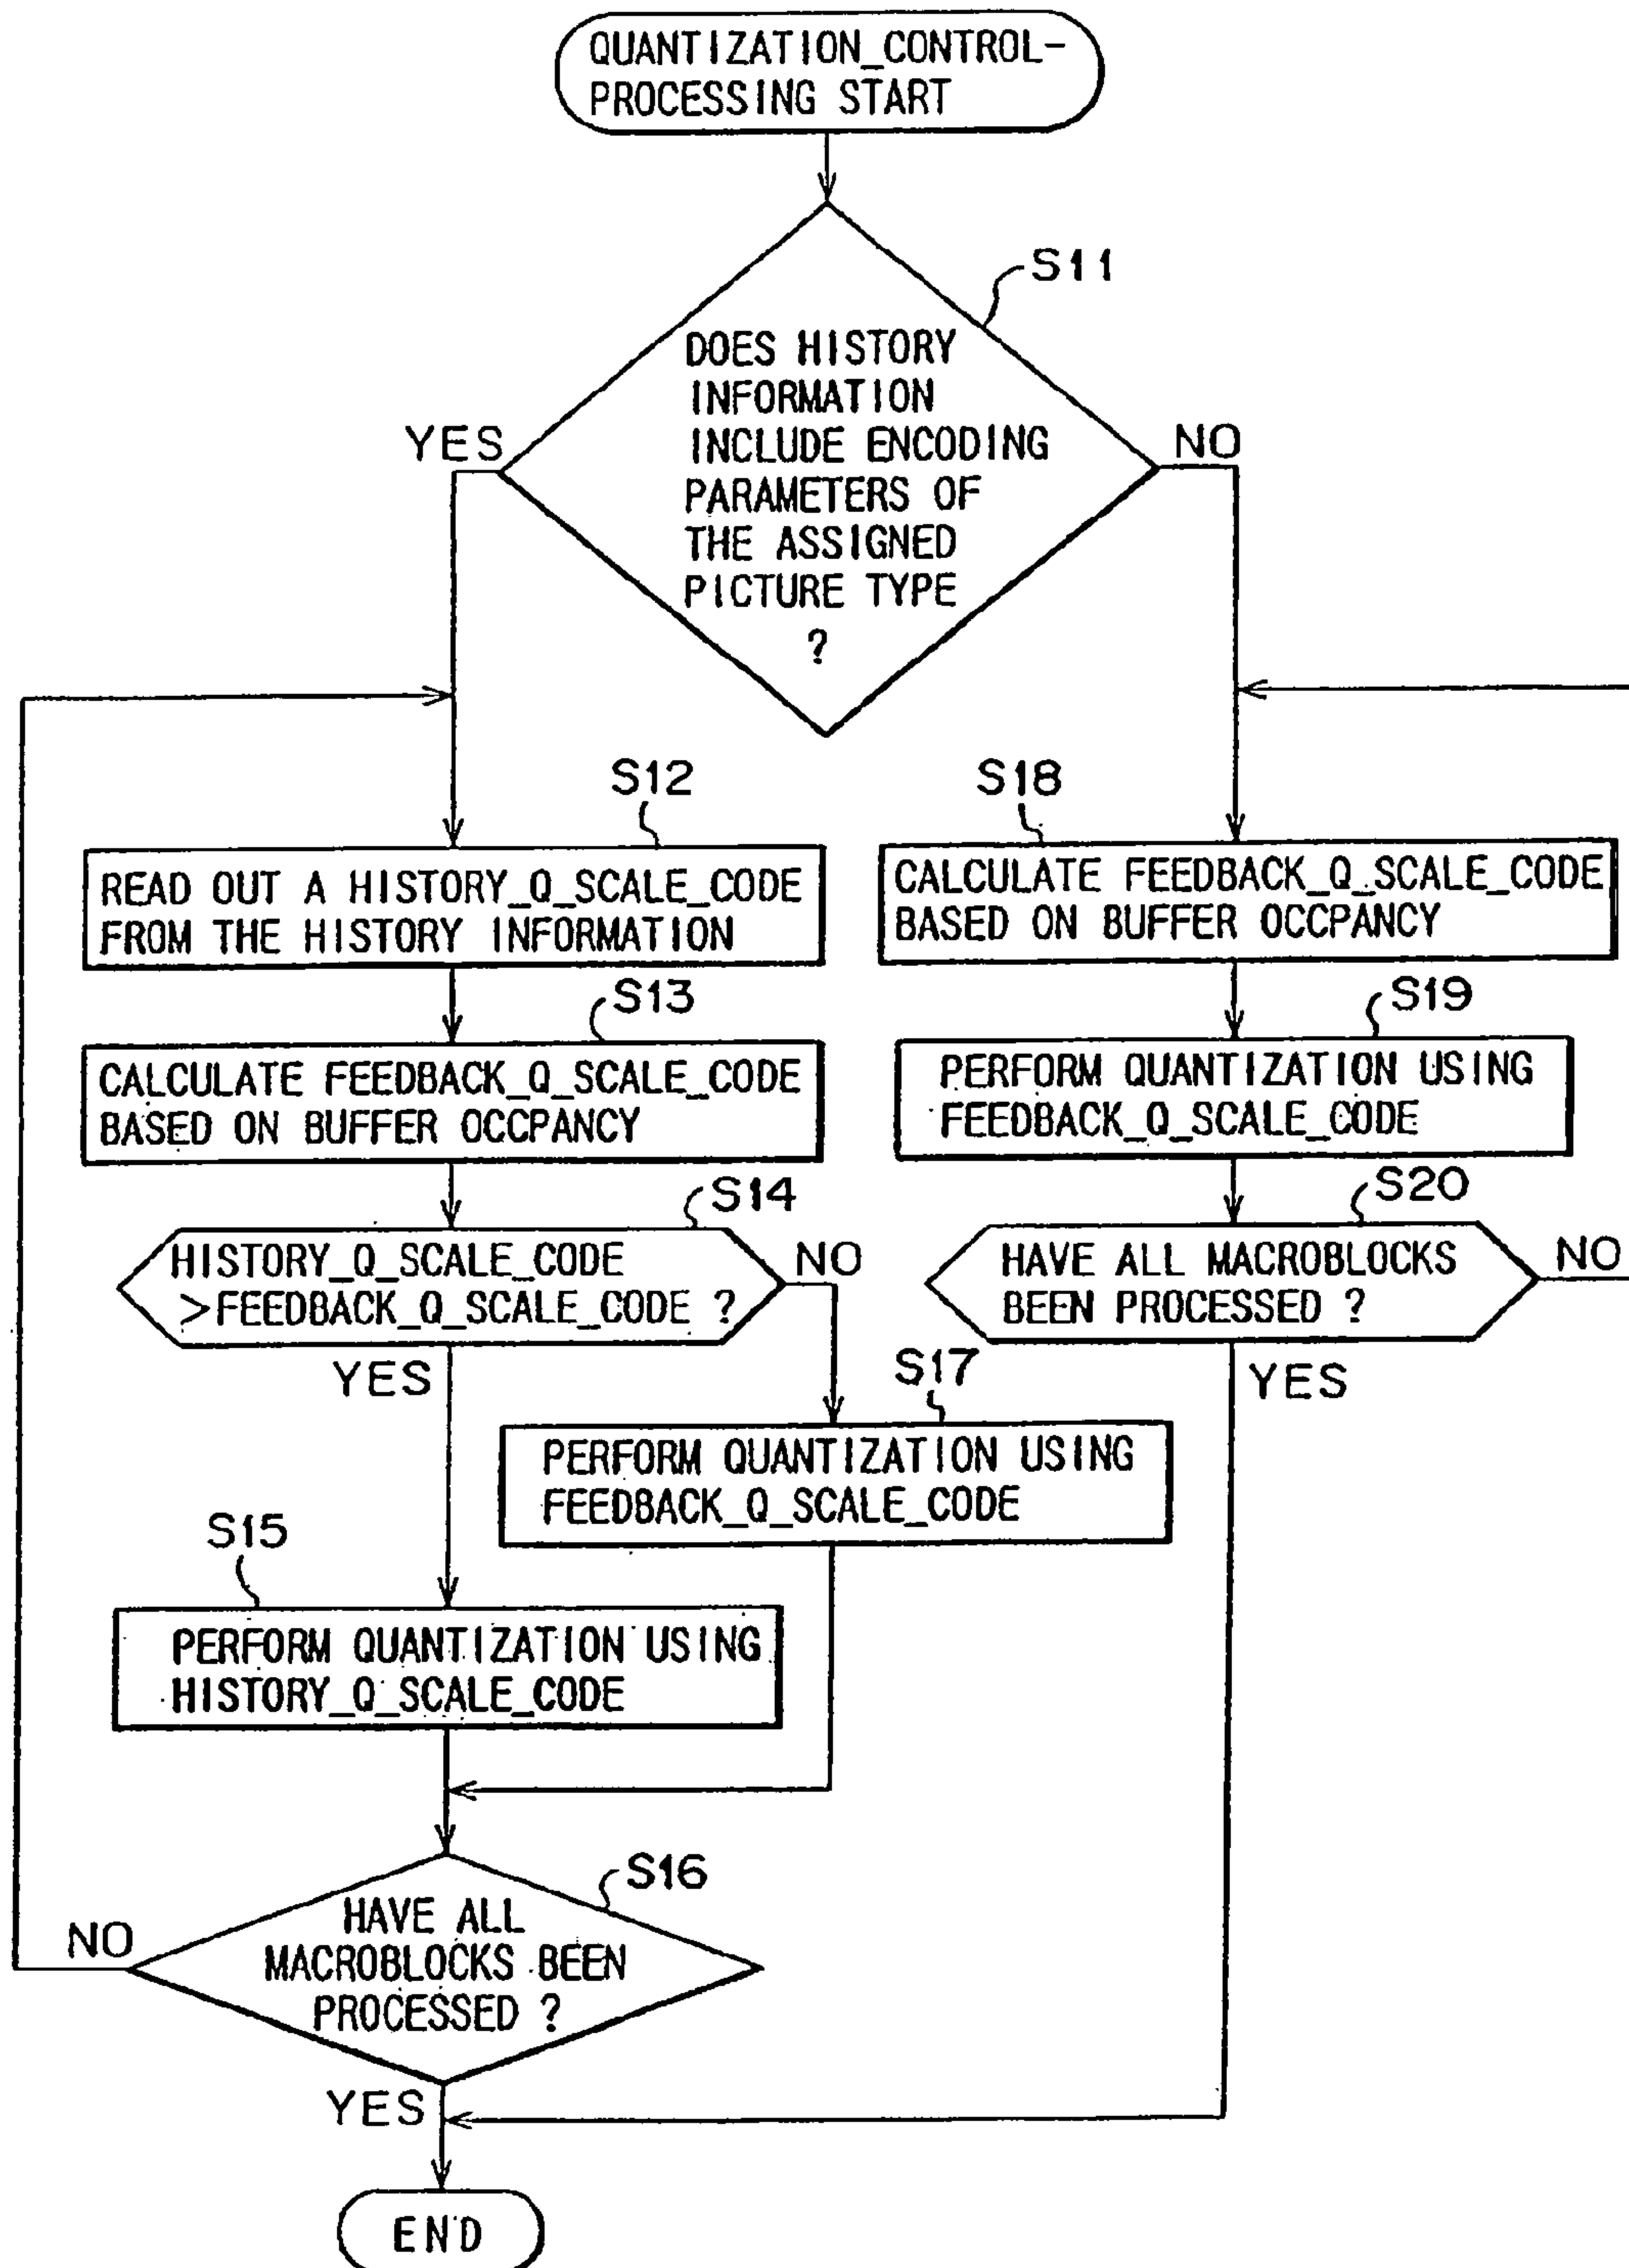 QUANTIZATION_CONTROL-
PROCESSING START
S11
DOES HISTORY
INFORMATION
INCLUDE ENCODING
PARAMETERS OF
THE ASSIGNED
PICTURE TYPE
?
YES
NO
S12
READ OUT A HISTORY_Q_SCALE_CODE
FROM THE HISTORY INFORMATION
S18
CALCULATE FEEDBACK_Q_SCALE_CODE
BASED ON BUFFER OCCPANCY
S13
CALCULATE FEEDBACK_Q_SCALE_CODE
BASED ON BUFFER OCCPANCY
S19
PERFORM QUANTIZATION USING
FEEDBACK_Q_SCALE_CODE
S14
HISTORY_Q_SCALE_CODE
>FEEDBACK_Q_SCALE_CODE ?
NO
YES
S20
HAVE ALL MACROBLOCKS
BEEN PROCESSED ?
NO
YES
S17
PERFORM QUANTIZATION USING
FEEDBACK_Q_SCALE_CODE
S15
PERFORM QUANTIZATION USING
HISTORY_Q_SCALE_CODE
S16
HAVE ALL
MACROBLOCKS BEEN
PROCESSED ?
NO
YES
END